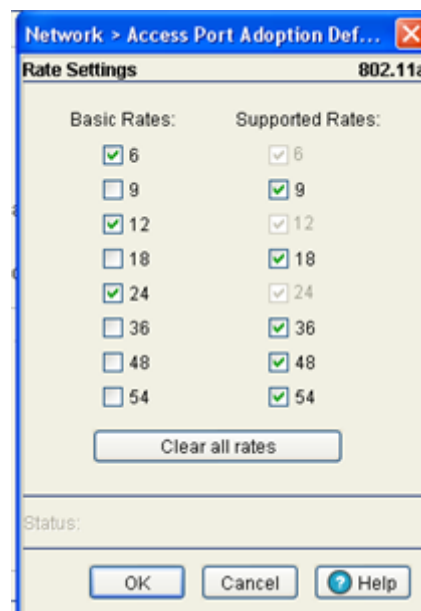 Network > Access Port Adoption Def...
Rate Settings 802.11a
Basic Rates: Supported Rates:
6 6
9 9
12 12
18 18
24 24
36 36
48 48
54 54
Clear all rates
Status:
OK Cancel ? Help